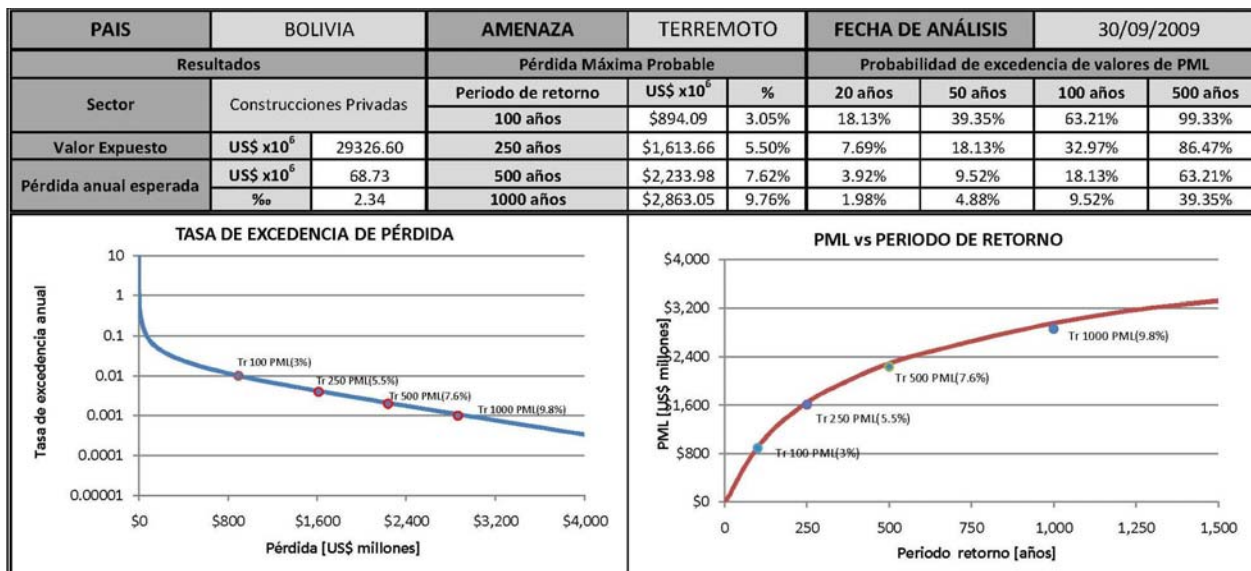 PAIS BOLIVIA AMENAZA TERREMOTO FECHA DE ANÁLISIS 30/09/2009
Resultados Pérdida Máxima Probable Probabilidad de excedencia de valores de PML
Sector Construcciones Privadas Periodo de retorno US$ x10⁶ % 20 años 50 años 100 años 500 años
100 años $894.09 3.05% 18.13% 39.35% 63.21% 99.33%
Valor Expuesto US$ x10⁶ 29326.60 250 años $1,613.66 5.50% 7.69% 18.13% 32.97% 86.47%
Pérdida anual esperada US$ x10⁶ 68.73 500 años $2,233.98 7.62% 3.92% 9.52% 18.13% 63.21%
‰ 2.34 1000 años $2,863.05 9.76% 1.98% 4.88% 9.52% 39.35%
TASA DE EXCEDENCIA DE PÉRDIDA
Tasa de excedencia anual
10
1
0.1
0.01
0.001
0.0001
0.00001
Tr 100 PML(3%)
Tr 250 PML(5.5%)
Tr 500 PML(7.6%)
Tr 1000 PML(9.8%)
$0 $800 $1,600 $2,400 $3,200 $4,000
Pérdida [US$ millones]
PML vs PERIODO DE RETORNO
PML [US$ millones]
$4,000
$3,200
$2,400
$1,600
$800
$0
Tr 1000 PML(9.8%)
Tr 500 PML(7.6%)
Tr 250 PML(5.5%)
Tr 100 PML(3%)
0 250 500 750 1,000 1,250 1,500
Periodo retorno [años]